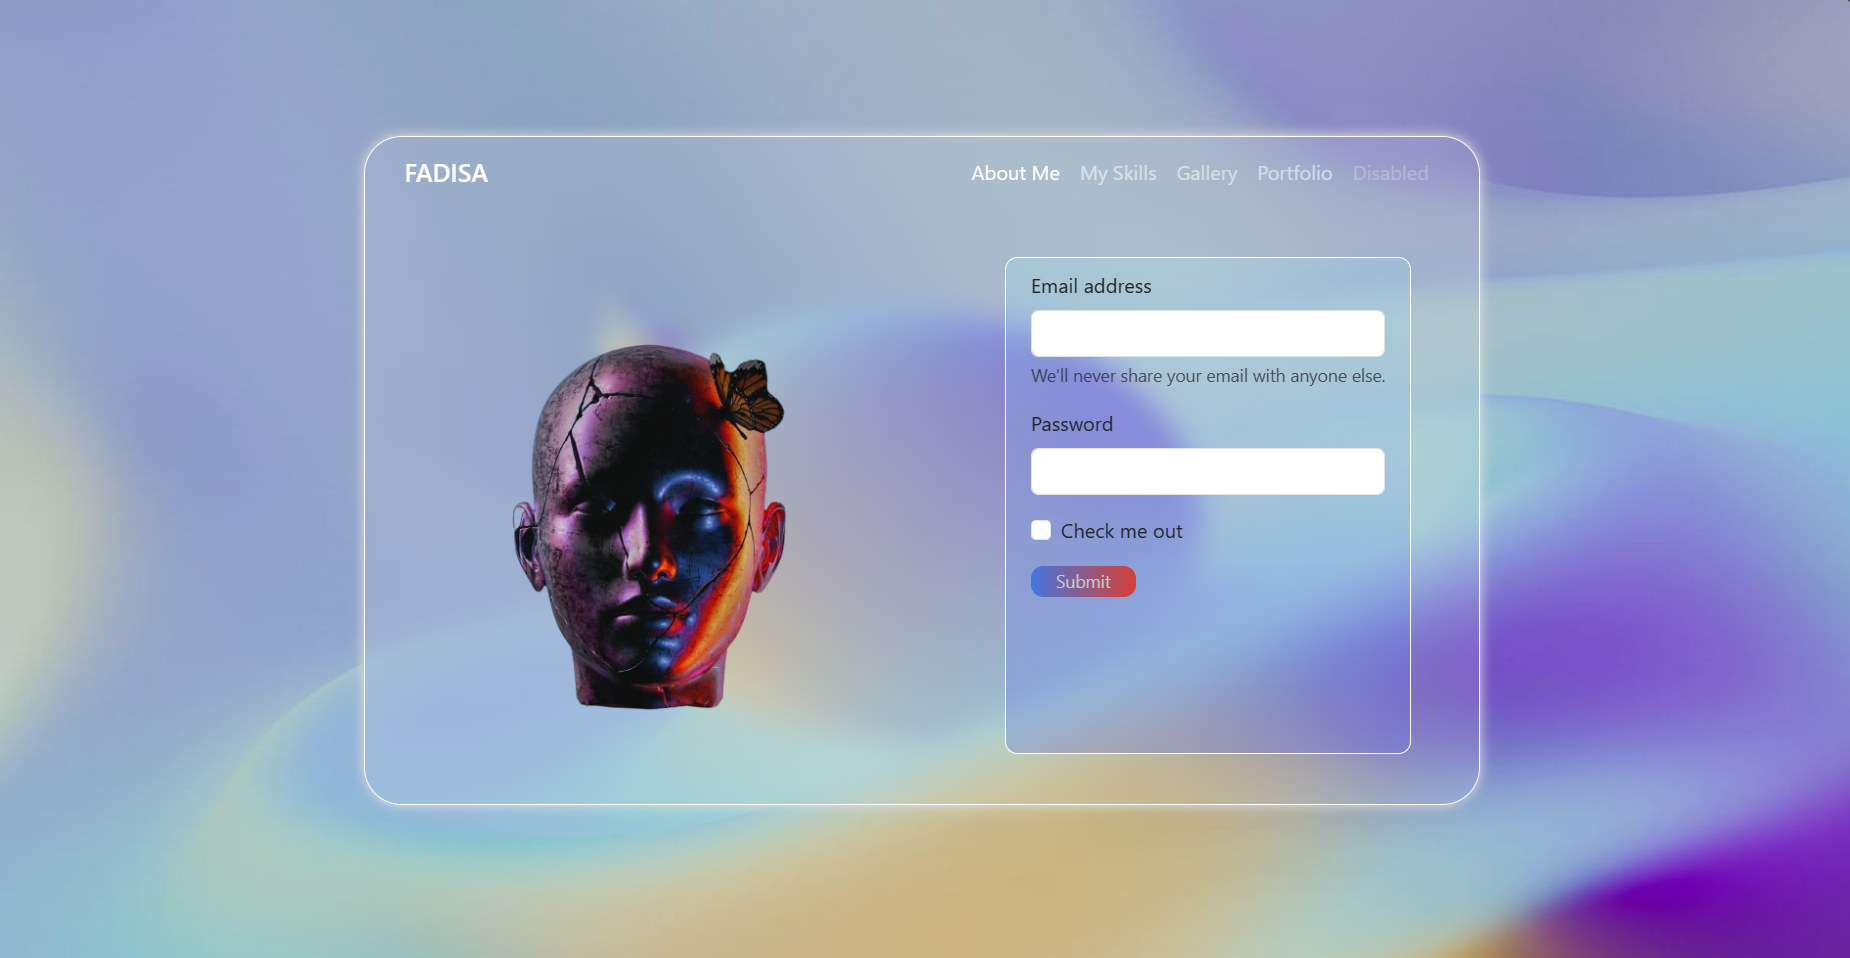 FADISA
About Me My Skills Gallery Portfolio Disabled
Email address
We'll never share your email with anyone else.
Password
Check me out
Submit